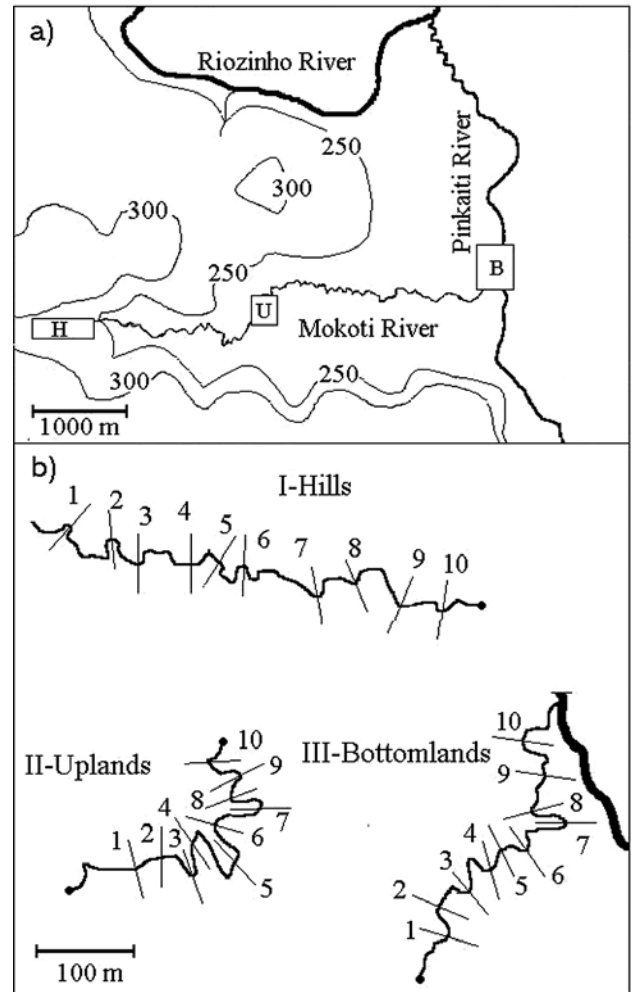 a)
Riozinho River
250
Pinkaiti River
300
300
250
B
U
H
Mokoti River
300
250
1000 m
b)
I-Hills
1 2 3 4 5 6 7 8 9 10
II-Uplands
10
9
8
4
7
6
1 2 3
5
III-Bottomlands
10
9
8
7
4
5
6
3
2
1
100 m